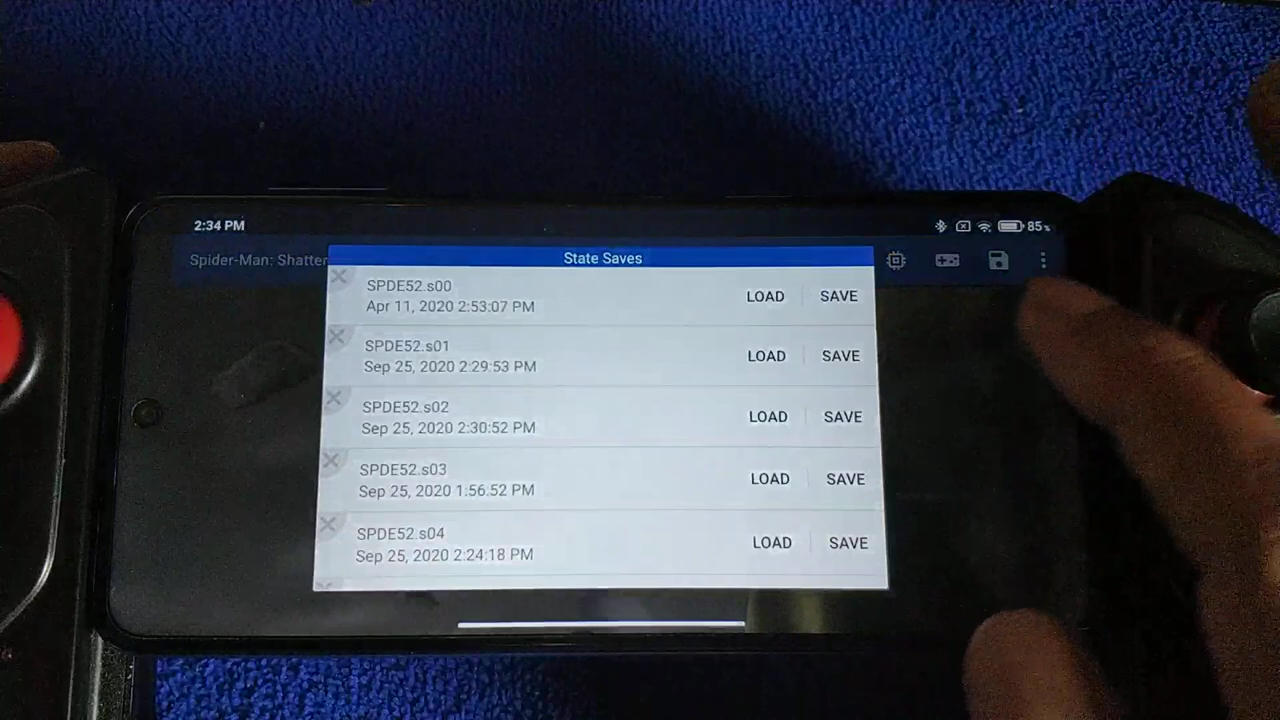 2:34 PM
85%
Spider-Man: Shatter
State Saves
SPDE52.s00
Apr 11, 2020 2:53:07 PM
LOAD
SAVE
SPDE52.s01
Sep 25, 2020 2:29:53 PM
LOAD
SAVE
SPDE52.s02
Sep 25, 2020 2:30:52 PM
LOAD
SAVE
SPDE52.s03
Sep 25, 2020 1:56:52 PM
LOAD
SAVE
SPDE52.s04
Sep 25, 2020 2:24:18 PM
LOAD
SAVE